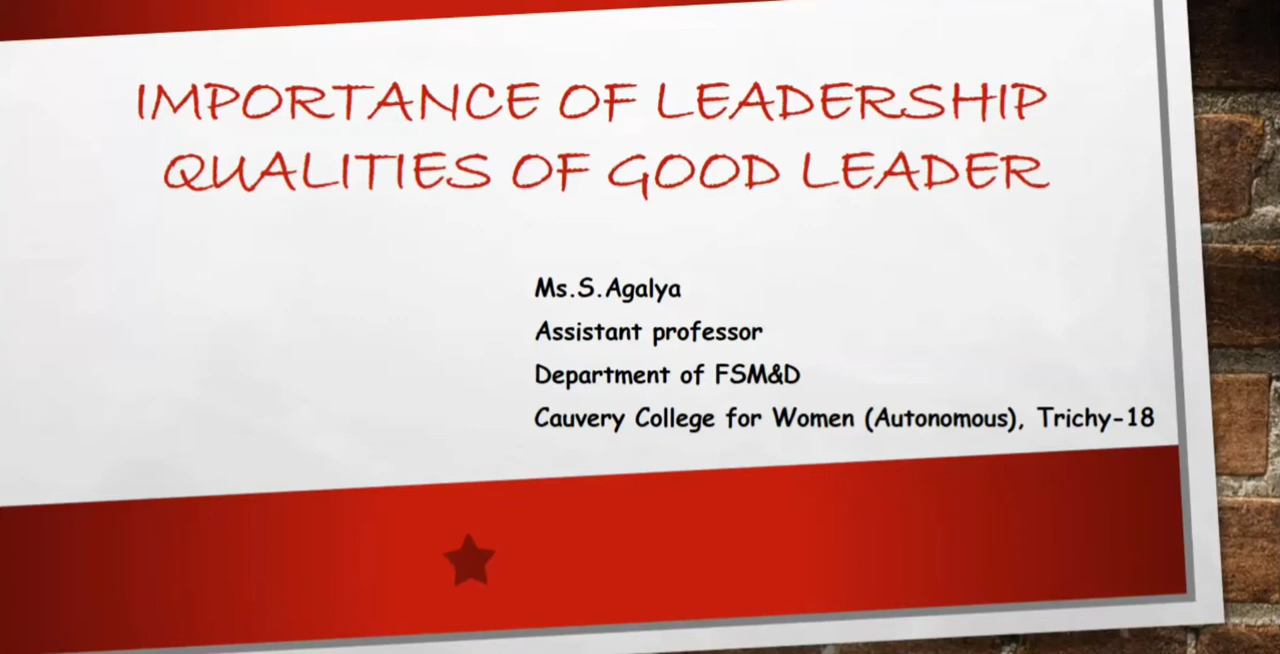 IMPORTANCE OF LEADERSHIP
QUALITIES OF GOOD LEADER
Ms.S.Agalya
Assistant professor
Department of FSM&D
Cauvery College for Women (Autonomous), Trichy-18